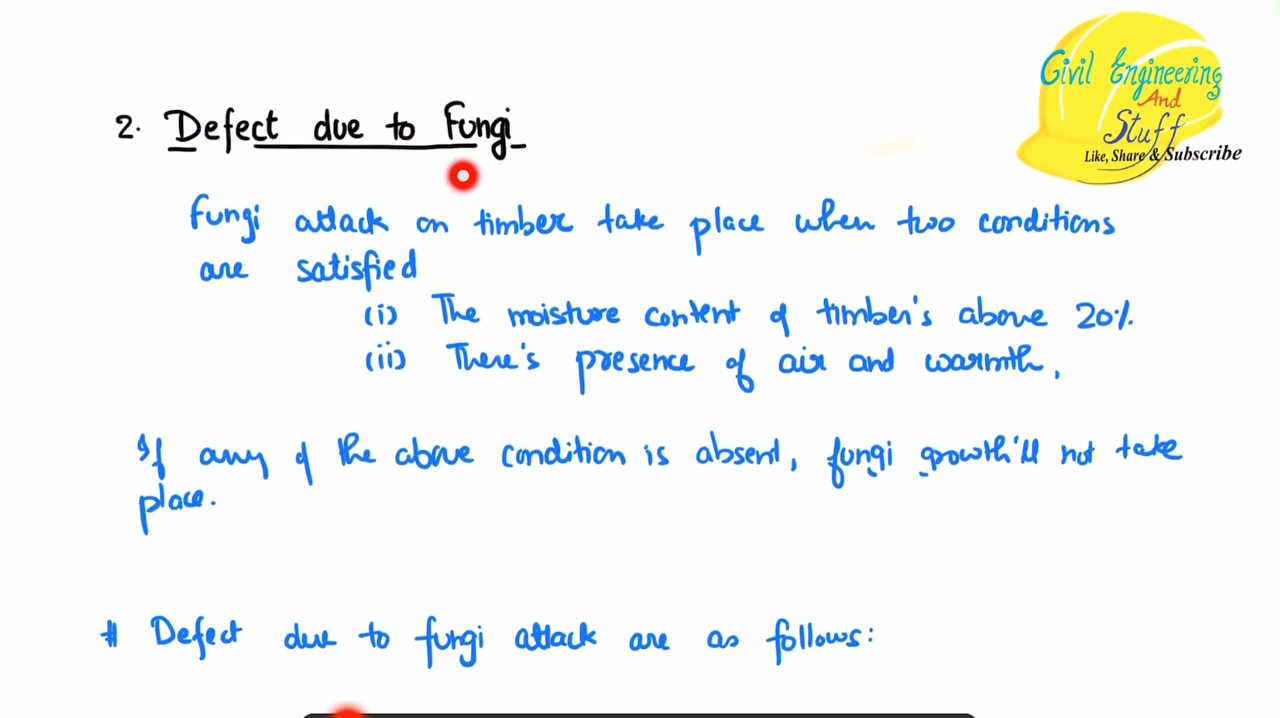 Civil Engineering
And
Stuff
Like, Share & Subscribe
2. Defect due to Fungi
Fungi attack on timber take place when two conditions
are satisfied
(i) The moisture content of timber's above 20%.
(ii) There's presence of air and warmth,
If any of the above condition is absent, fungi growth'll not take
place.
# Defect due to fungi attack are as follows: